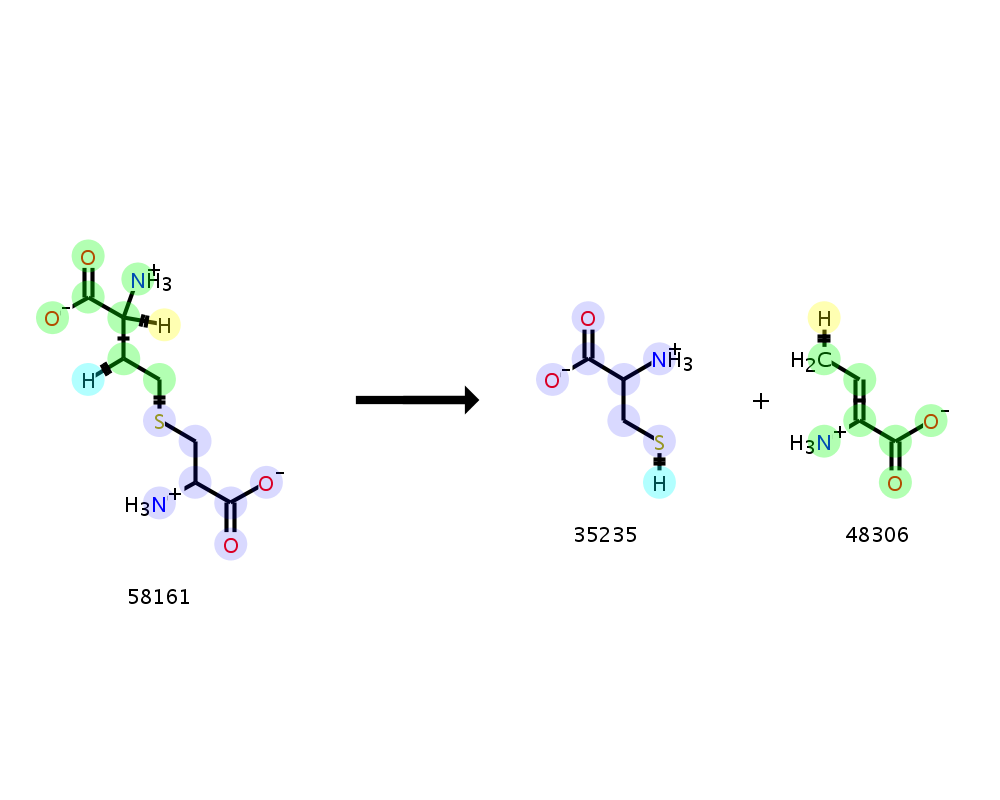 O
NH3+
O-
H
H
S
H3N+
O-
O
58161
O
NH3+
O-
S
H
35235
+
H
H2C
O-
H3N+
O
48306